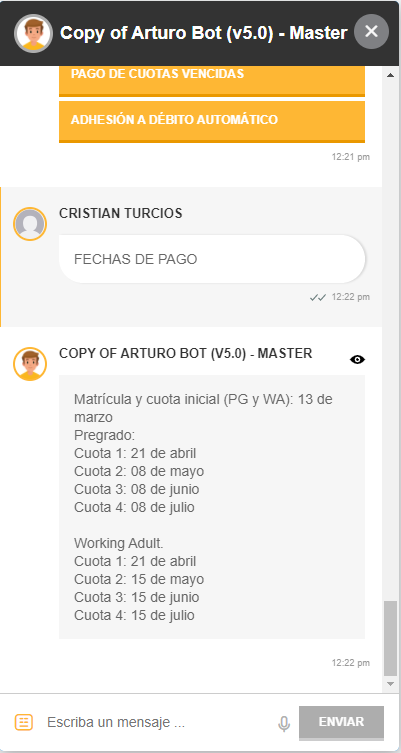 Copy of Arturo Bot (v5.0) - Master
PAGO DE CUOTAS VENCIDAS
ADHESIÓN A DÉBITO AUTOMÁTICO
12:21 pm
CRISTIAN TURCIOS
FECHAS DE PAGO
12:22 pm
COPY OF ARTURO BOT (V5.0) - MASTER
Matrícula y cuota inicial (PG y WA): 13 de
marzo
Pregrado:
Cuota 1: 21 de abril
Cuota 2: 08 de mayo
Cuota 3: 08 de junio
Cuota 4: 08 de julio
Working Adult.
Cuota 1: 21 de abril
Cuota 2: 15 de mayo
Cuota 3: 15 de junio
Cuota 4: 15 de julio
12:22 pm
Escriba un mensaje ...
ENVIAR